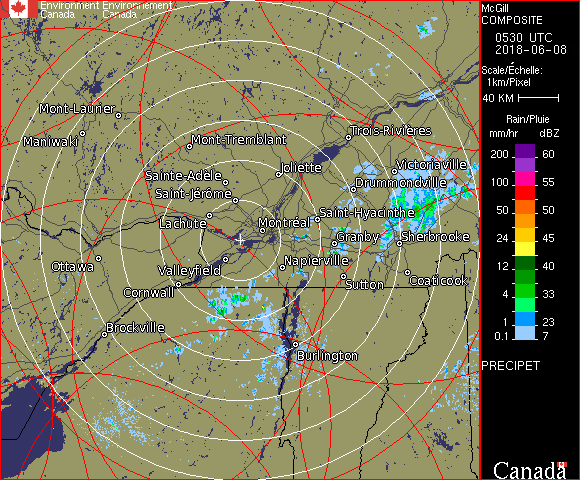 Environment Environnement
Canada Canada
McGill
COMPOSITE
0530 UTC
2018-06-08
Scale/Échelle:
1km/Pixel
40 KM
Rain/Pluie
mm/hr dBZ
200 60
100 55
50 50
24 45
12 40
4 33
1 23
0.1 7
PRECIPET
Canada
Mont-Laurier
Maniwaki
Mont-Tremblant
Trois-Rivières
Sainte-Adèle
Joliette
Victoriaville
Saint-Jérôme
Drummondville
Lachute
Montréal
Saint-Hyacinthe
Granby
Sherbrooke
Ottawa
Valleyfield
Napierville
Cornwall
Sutton
Coaticook
Brockville
Burlington